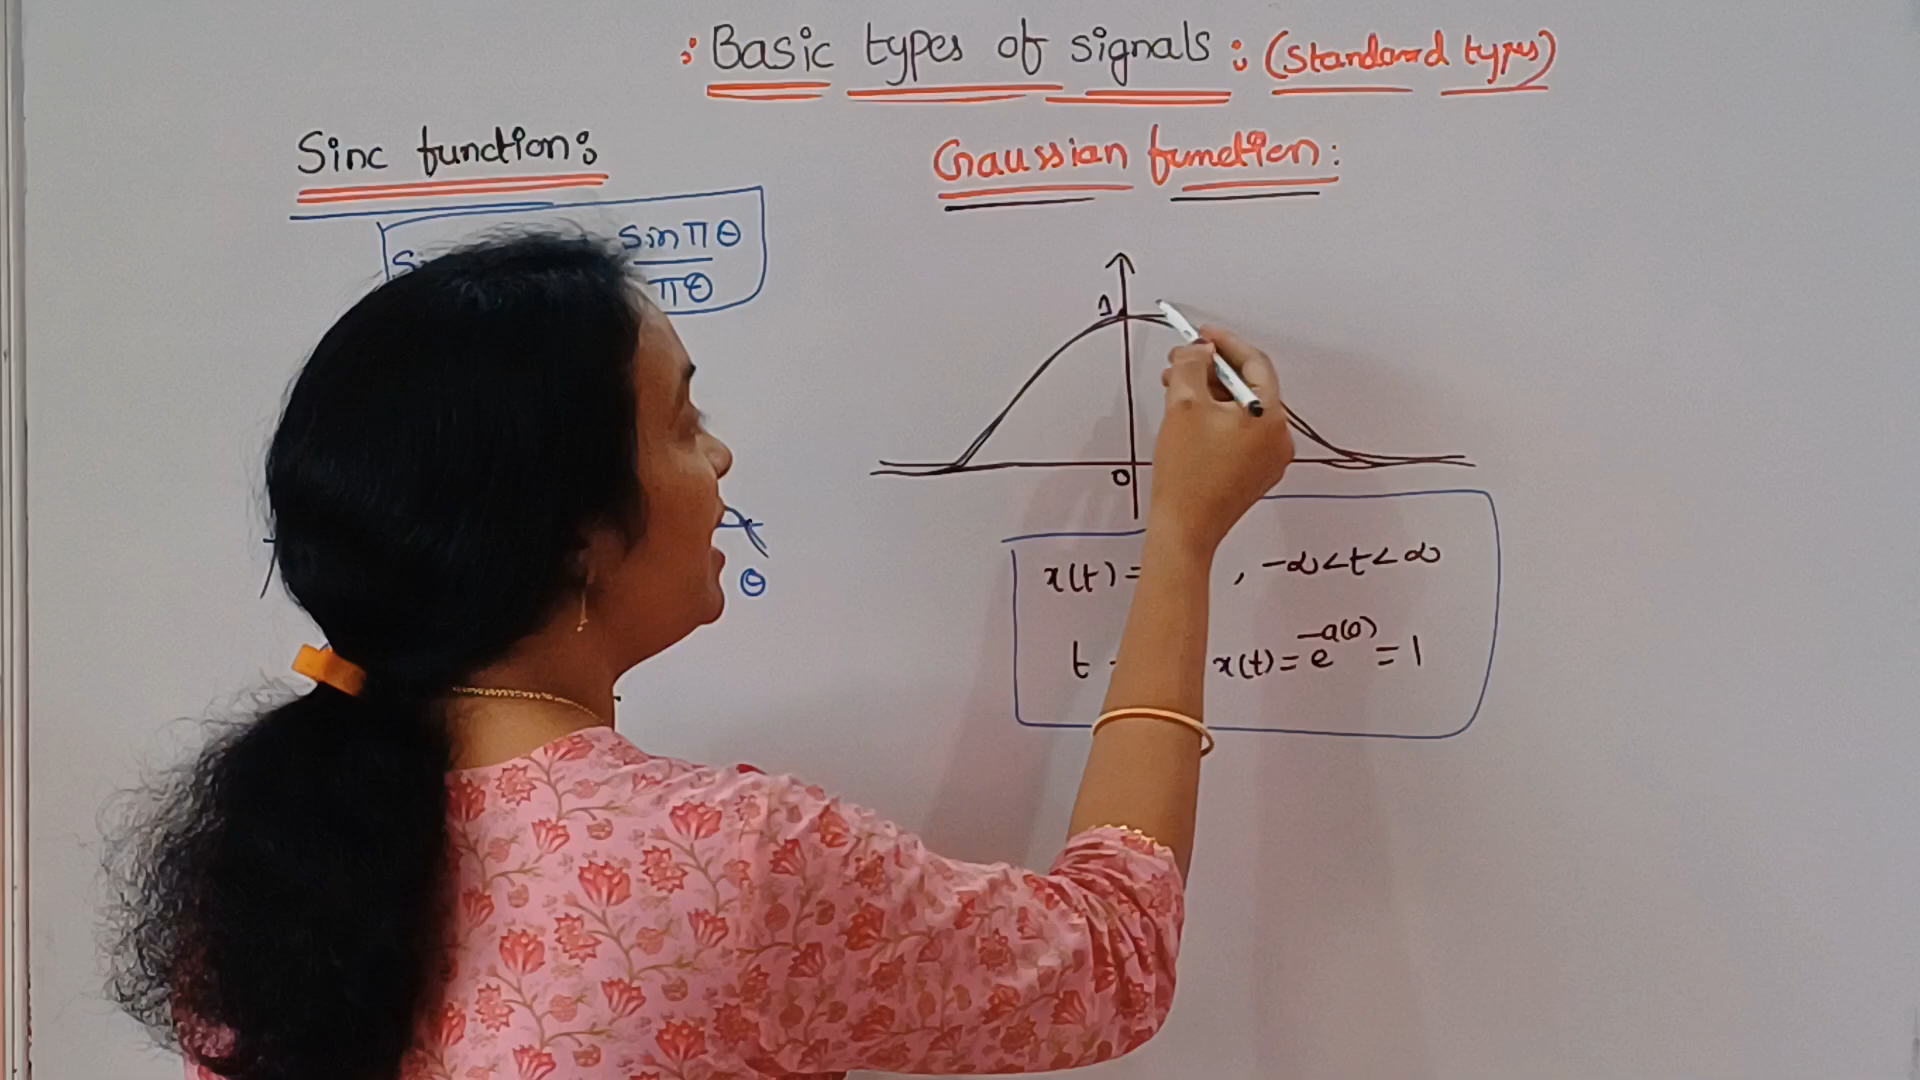 : Basic types of signals : (standard types)
Sinc function:
sinπθ
πθ
θ
Gaussian function:
1
0
x(t) = , -∞<t<∞
t x(t) = e^-a(0) = 1